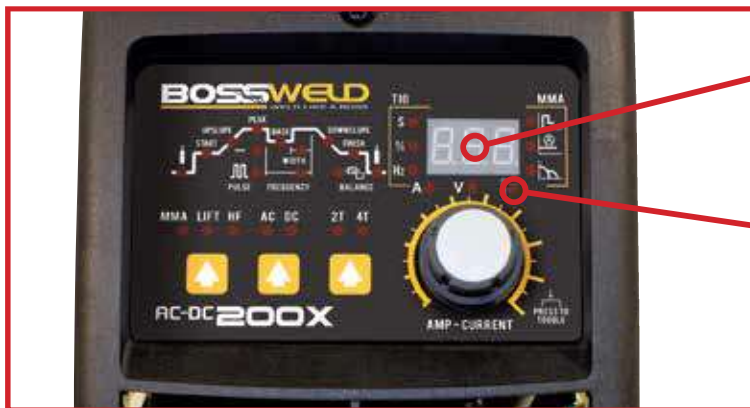 BOSSWELD
TIG
MMA
PEAK
UPSLOPE
BASE
DOWNSLOPE
S
START
FINISH
%
WIDTH
Hz
PULSE
FREQUENCY
BALANCE
A
V
MMA LIFT HF AC DC 2T 4T
AC-DC 200X
AMP-CURRENT
PRESS TO
TOGGLE